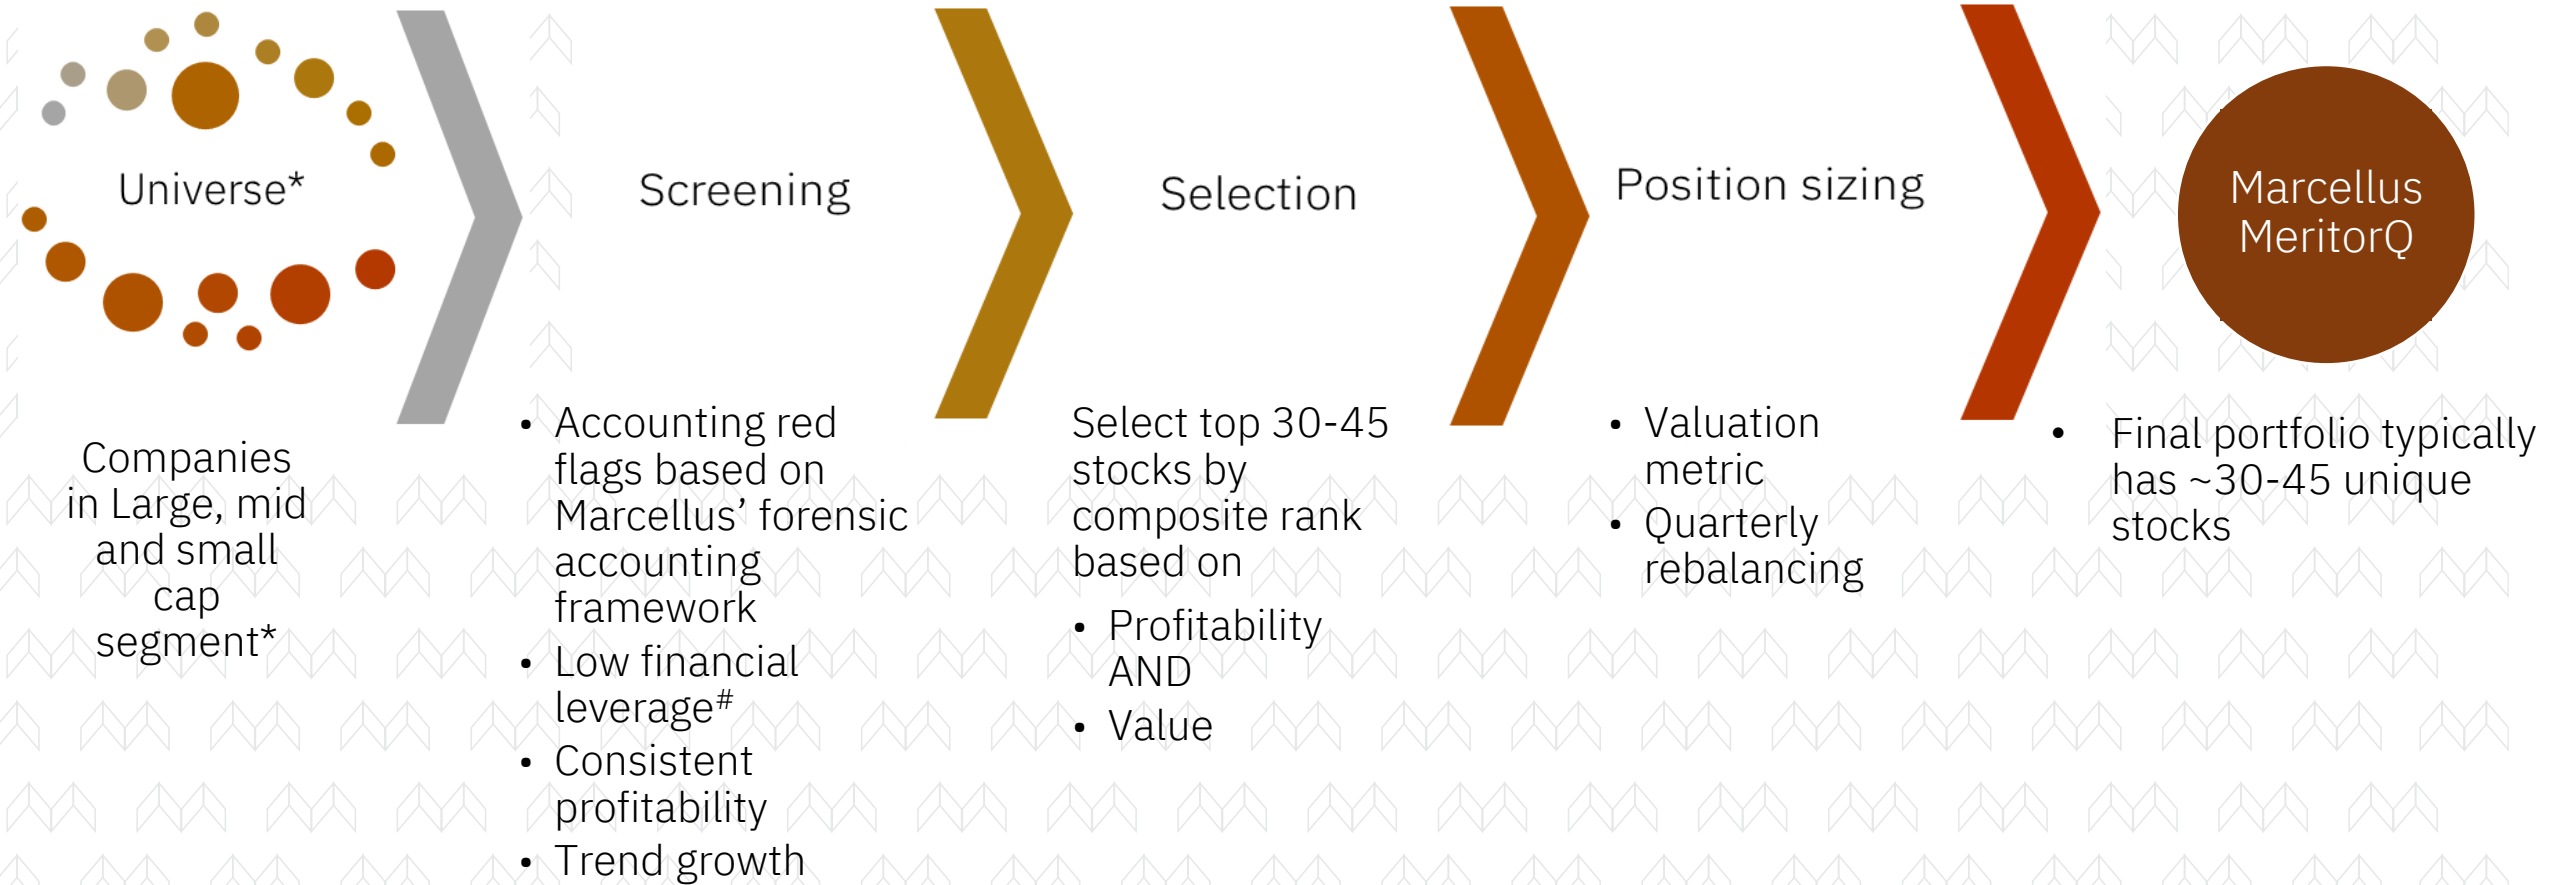 Universe*
Companies
in Large, mid
and small
cap
segment*
Screening
• Accounting red
flags based on
Marcellus’ forensic
accounting
framework
• Low financial
leverage#
• Consistent
profitability
• Trend growth
Selection
Select top 30-45
stocks by
composite rank
based on
• Profitability
AND
• Value
Position sizing
• Valuation
metric
• Quarterly
rebalancing
Marcellus
MeritorQ
• Final portfolio typically
has ~30-45 unique
stocks